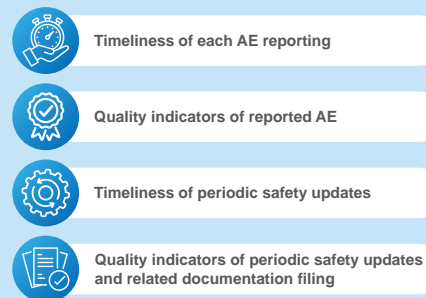 Timeliness of each AE reporting
Quality indicators of reported AE
Timeliness of periodic safety updates
Quality indicators of periodic safety updates
and related documentation filing